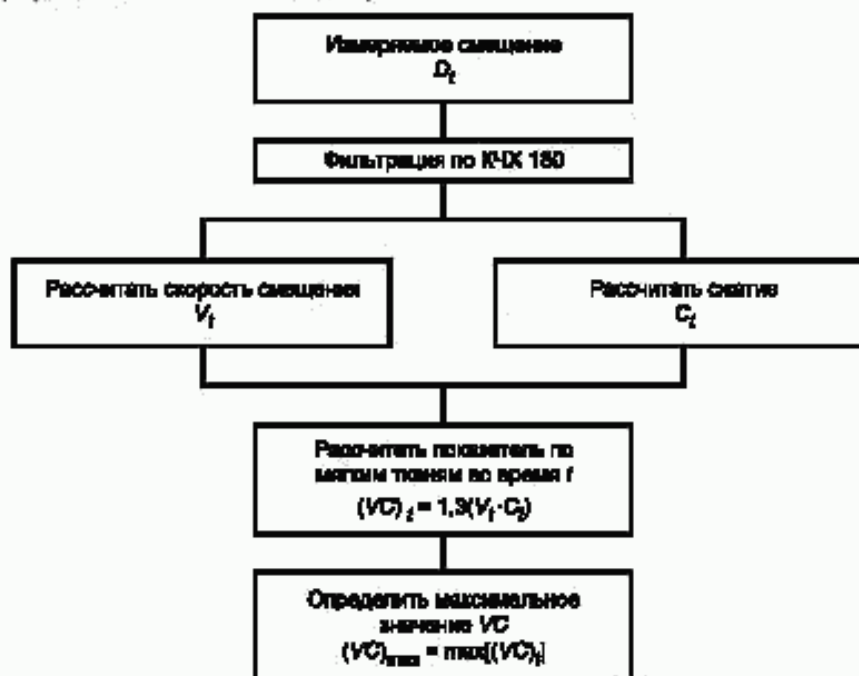 Измеряемое смещение
D_t
Фильтрация по КЧХ 180
Рассчитать скорость смещения
V_t
Рассчитать сжатие
C_t
Рассчитать показатель по
мягким тканям во время t
(VC)_t = 1,3(V_t·C_t)
Определить максимальное
значение VC
(VC)_max = max[(VC)_t]